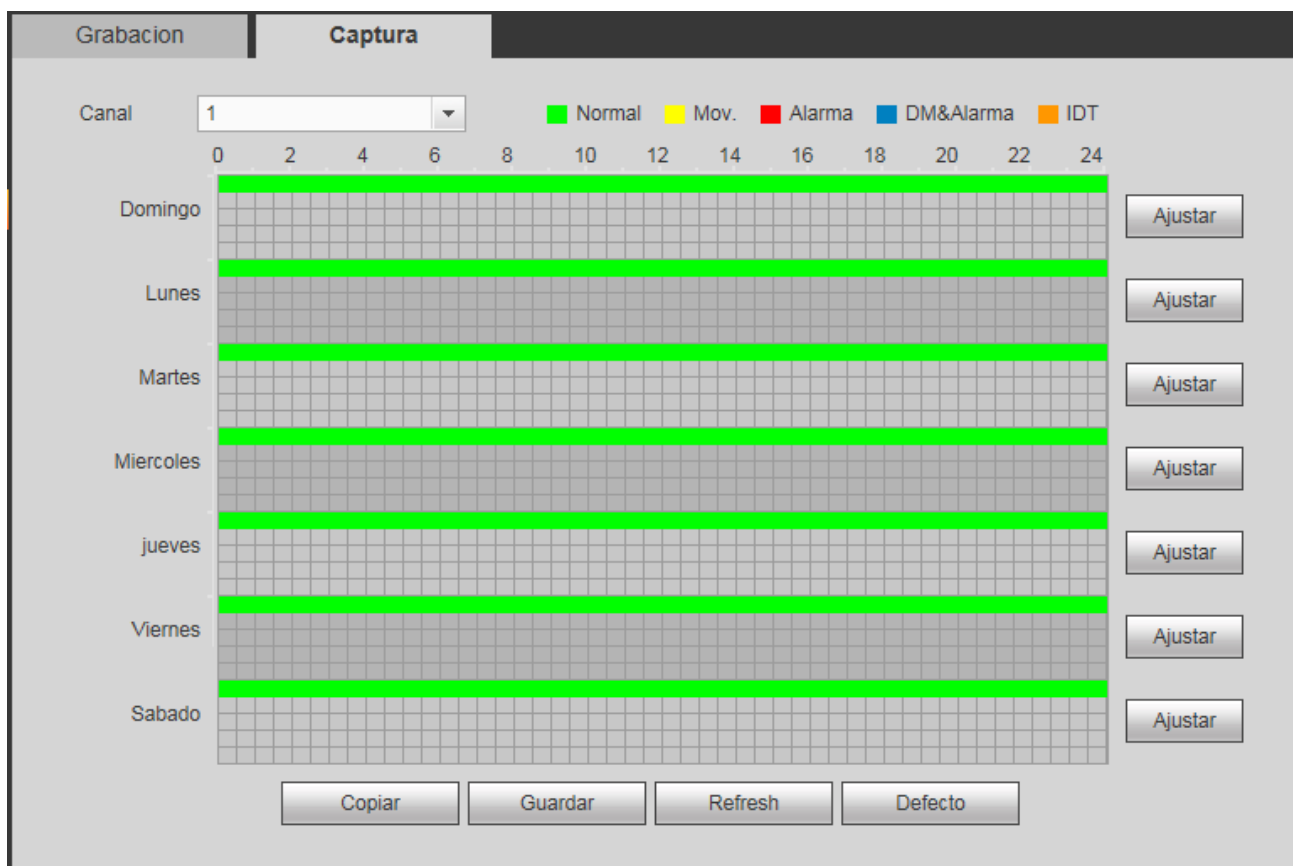 Grabacion Captura
Canal 1 Normal Mov. Alarma DM&Alarma IDT
0 2 4 6 8 10 12 14 16 18 20 22 24
Domingo Ajustar
Lunes Ajustar
Martes Ajustar
Miercoles Ajustar
jueves Ajustar
Viernes Ajustar
Sabado Ajustar
Copiar Guardar Refresh Defecto